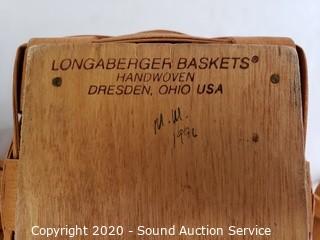 LONGABERGER BASKETS®
HANDWOVEN
DRESDEN, OHIO USA
M.M.
1996
Copyright 2020 - Sound Auction Service